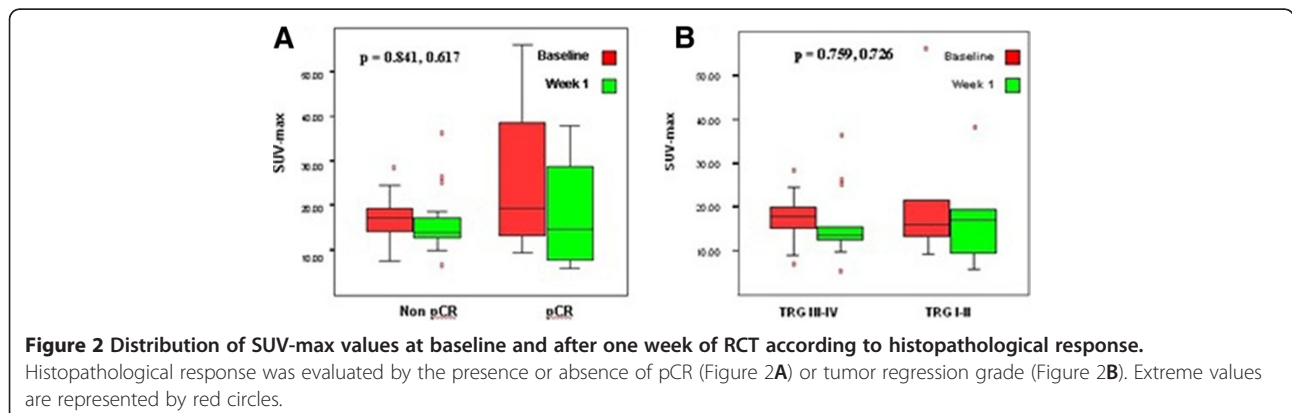 A
p = 0.841, 0.617
Baseline
Week 1
SUV-max
50.00
40.00
30.00
20.00
10.00
Non pCR
pCR
B
p = 0.759, 0.726
Baseline
Week 1
SUV-max
50.00
40.00
30.00
20.00
10.00
TRG III-IV
TRG I-II
Figure 2 Distribution of SUV-max values at baseline and after one week of RCT according to histopathological response.
Histopathological response was evaluated by the presence or absence of pCR (Figure 2A) or tumor regression grade (Figure 2B). Extreme values
are represented by red circles.